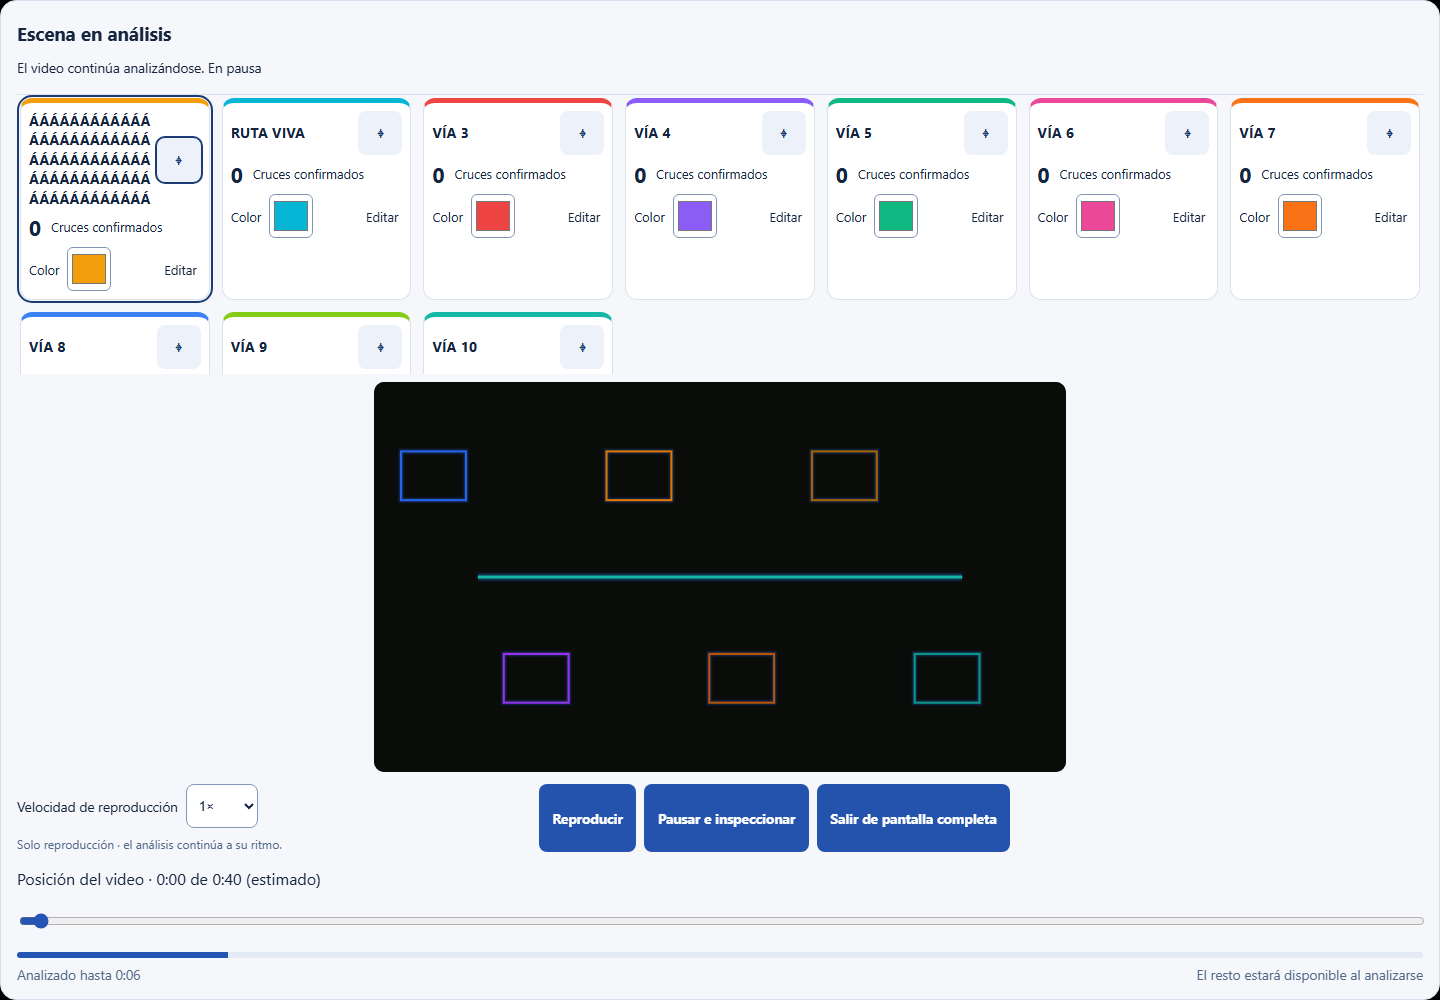 Escena en análisis
El video continúa analizándose. En pausa
ÁÁÁÁÁÁÁÁÁÁÁÁ
ÁÁÁÁÁÁÁÁÁÁÁÁ
ÁÁÁÁÁÁÁÁÁÁÁÁ
ÁÁÁÁÁÁÁÁÁÁÁÁ
ÁÁÁÁÁÁÁÁÁÁÁÁ
0 Cruces confirmados
Color Editar
RUTA VIVA
0 Cruces confirmados
Color Editar
VÍA 3
0 Cruces confirmados
Color Editar
VÍA 4
0 Cruces confirmados
Color Editar
VÍA 5
0 Cruces confirmados
Color Editar
VÍA 6
0 Cruces confirmados
Color Editar
VÍA 7
0 Cruces confirmados
Color Editar
VÍA 8
VÍA 9
VÍA 10
Velocidad de reproducción 1×
Solo reproducción · el análisis continúa a su ritmo.
Reproducir
Pausar e inspeccionar
Salir de pantalla completa
Posición del video · 0:00 de 0:40 (estimado)
Analizado hasta 0:06
El resto estará disponible al analizarse